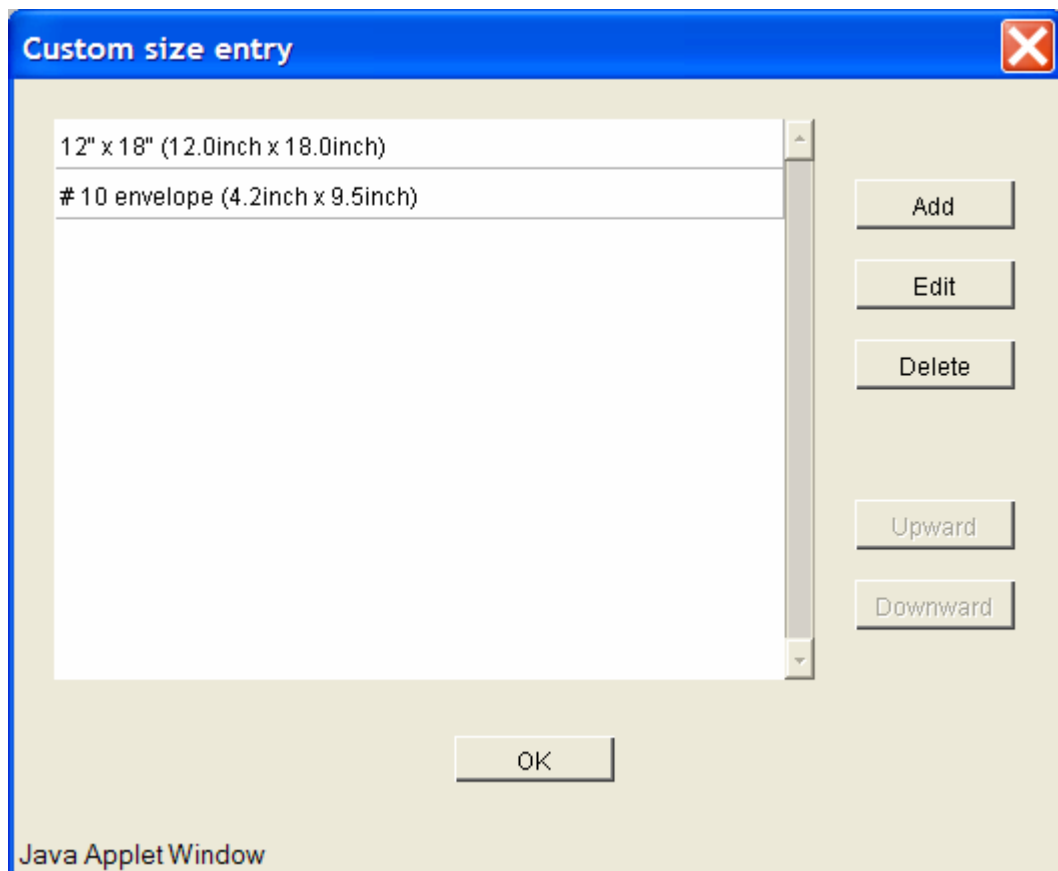 Custom size entry
12" x 18" (12.0inch x 18.0inch)
# 10 envelope (4.2inch x 9.5inch)
Add
Edit
Delete
Upward
Downward
OK
Java Applet Window